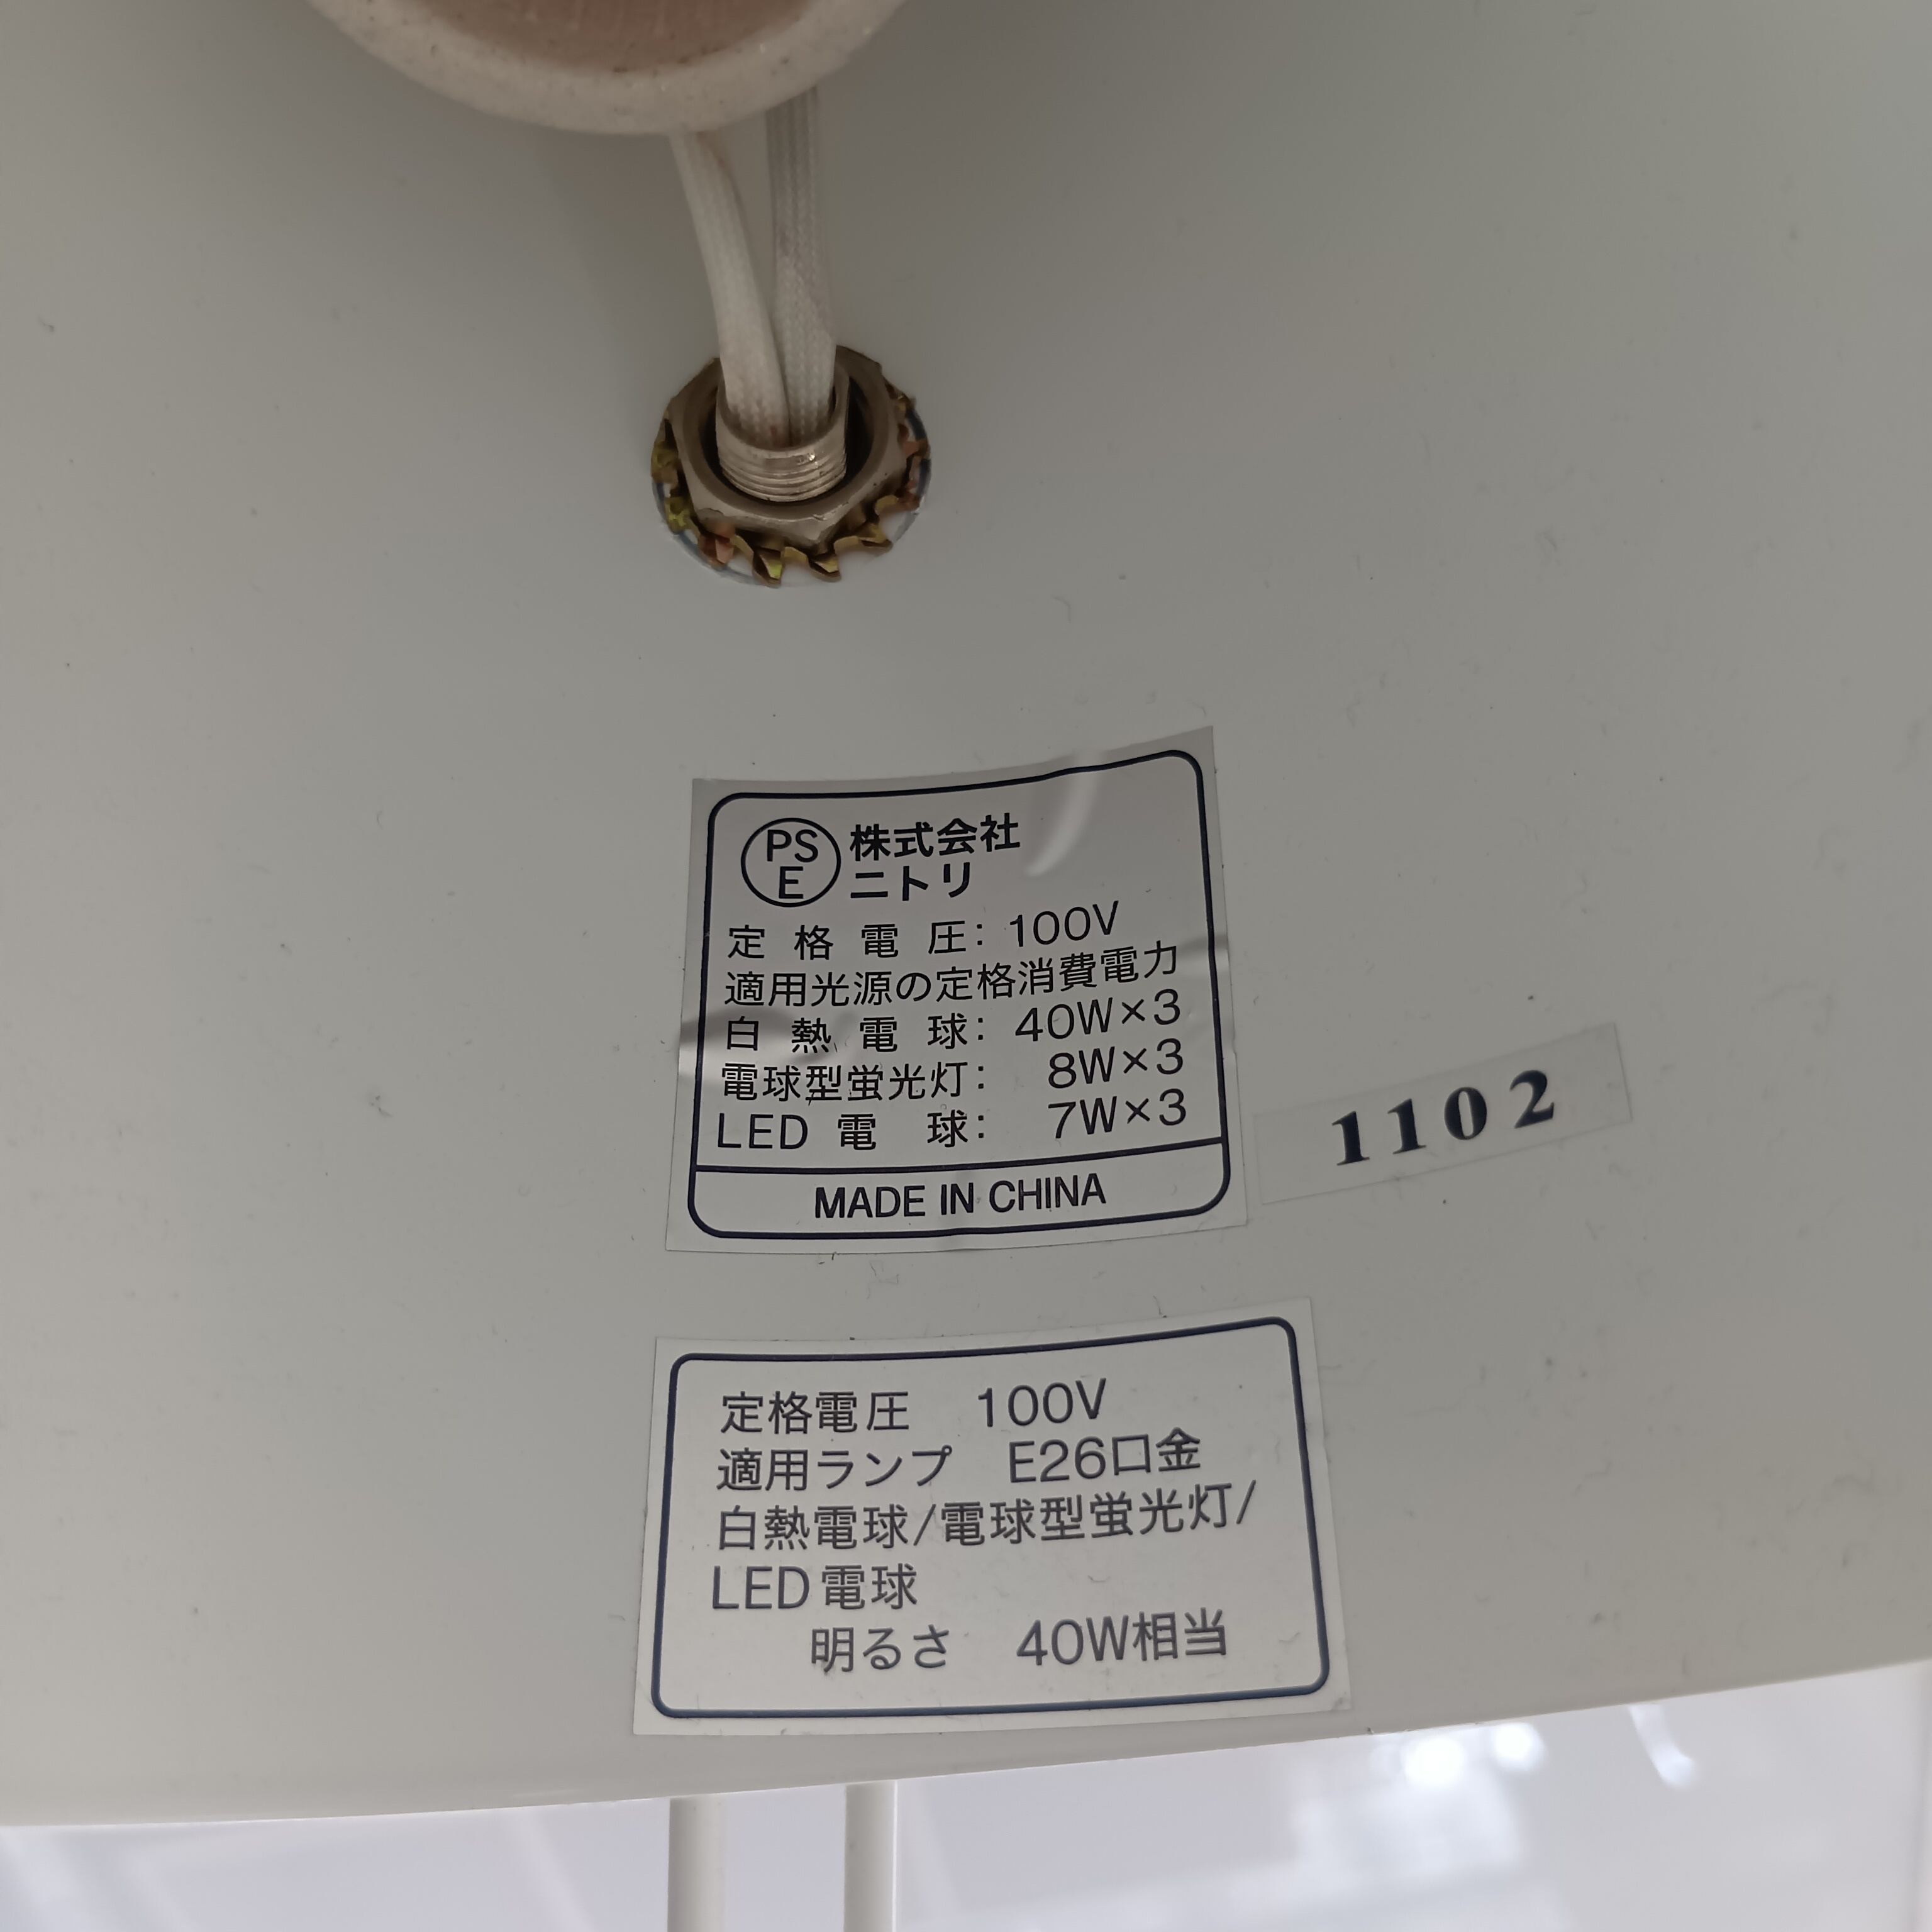 PS
E
株式会社
ニトリ
定格電圧: 100V
適用光源の定格消費電力
白熱電球: 40W×3
電球型蛍光灯: 8W×3
LED電球: 7W×3
MADE IN CHINA
1102
定格電圧 100V
適用ランプ E26口金
白熱電球/電球型蛍光灯/
LED電球
明るさ 40W相当